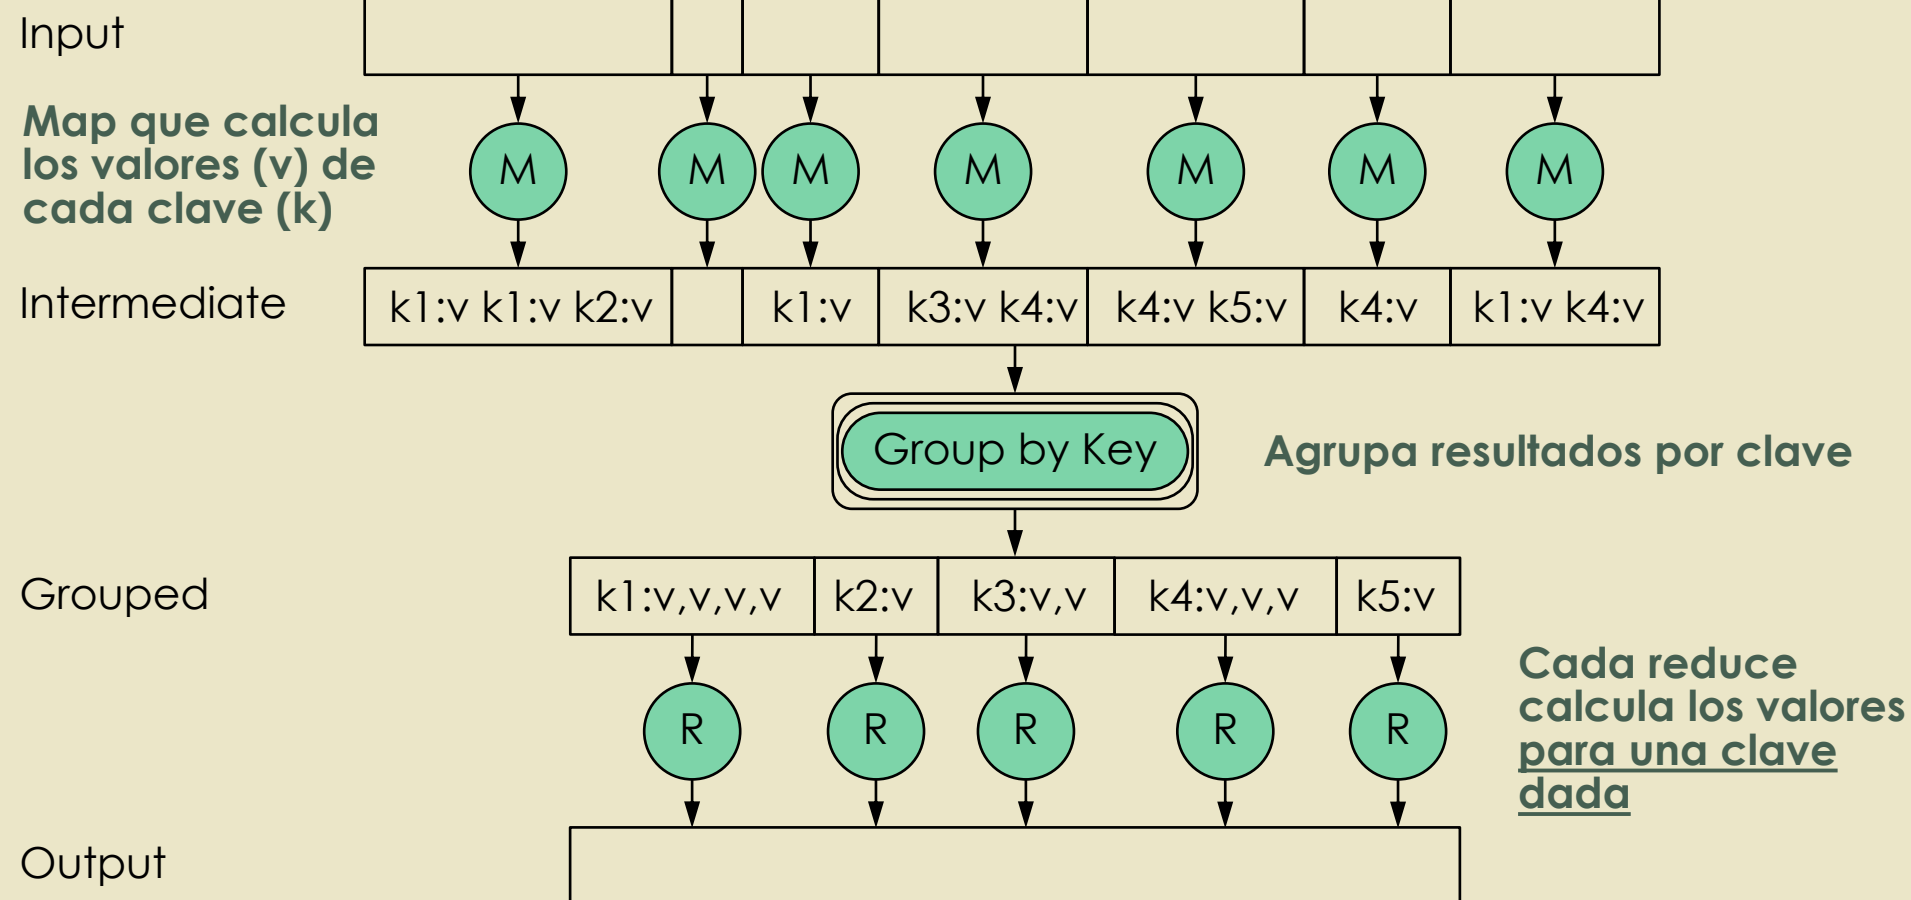 Input
Map que calcula
los valores (v) de
cada clave (k)
M M M M M M M
Intermediate
k1:v k1:v k2:v k1:v k3:v k4:v k4:v k5:v k4:v k1:v k4:v
Group by Key
Agrupa resultados por clave
Grouped
k1:v,v,v,v k2:v k3:v,v k4:v,v,v k5:v
Cada reduce
calcula los valores
para una clave
dada
R R R R R
Output